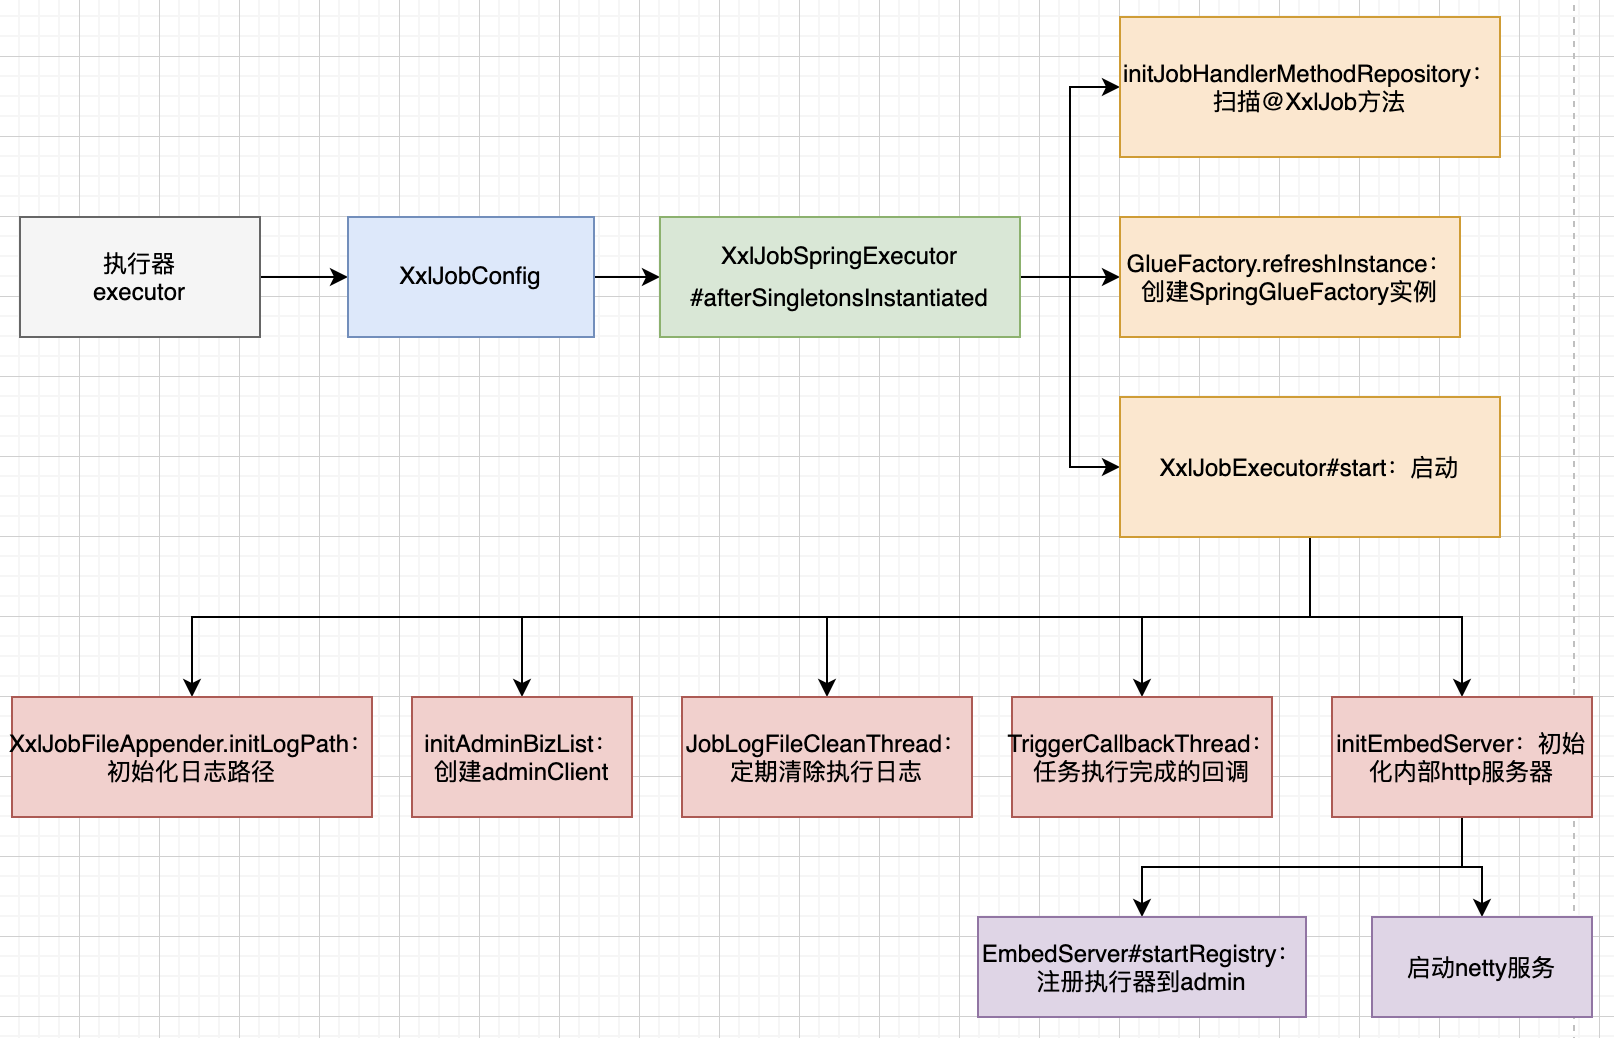 initJobHandlerMethodRepository：
扫描@XxlJob方法
执行器
executor
XxlJobConfig
XxlJobSpringExecutor
#afterSingletonsInstantiated
GlueFactory.refreshInstance：
创建SpringGlueFactory实例
XxlJobExecutor#start：启动
XxlJobFileAppender.initLogPath：
初始化日志路径
initAdminBizList：
创建adminClient
JobLogFileCleanThread：
定期清除执行日志
TriggerCallbackThread：
任务执行完成的回调
initEmbedServer：初始
化内部http服务器
EmbedServer#startRegistry：
注册执行器到admin
启动netty服务